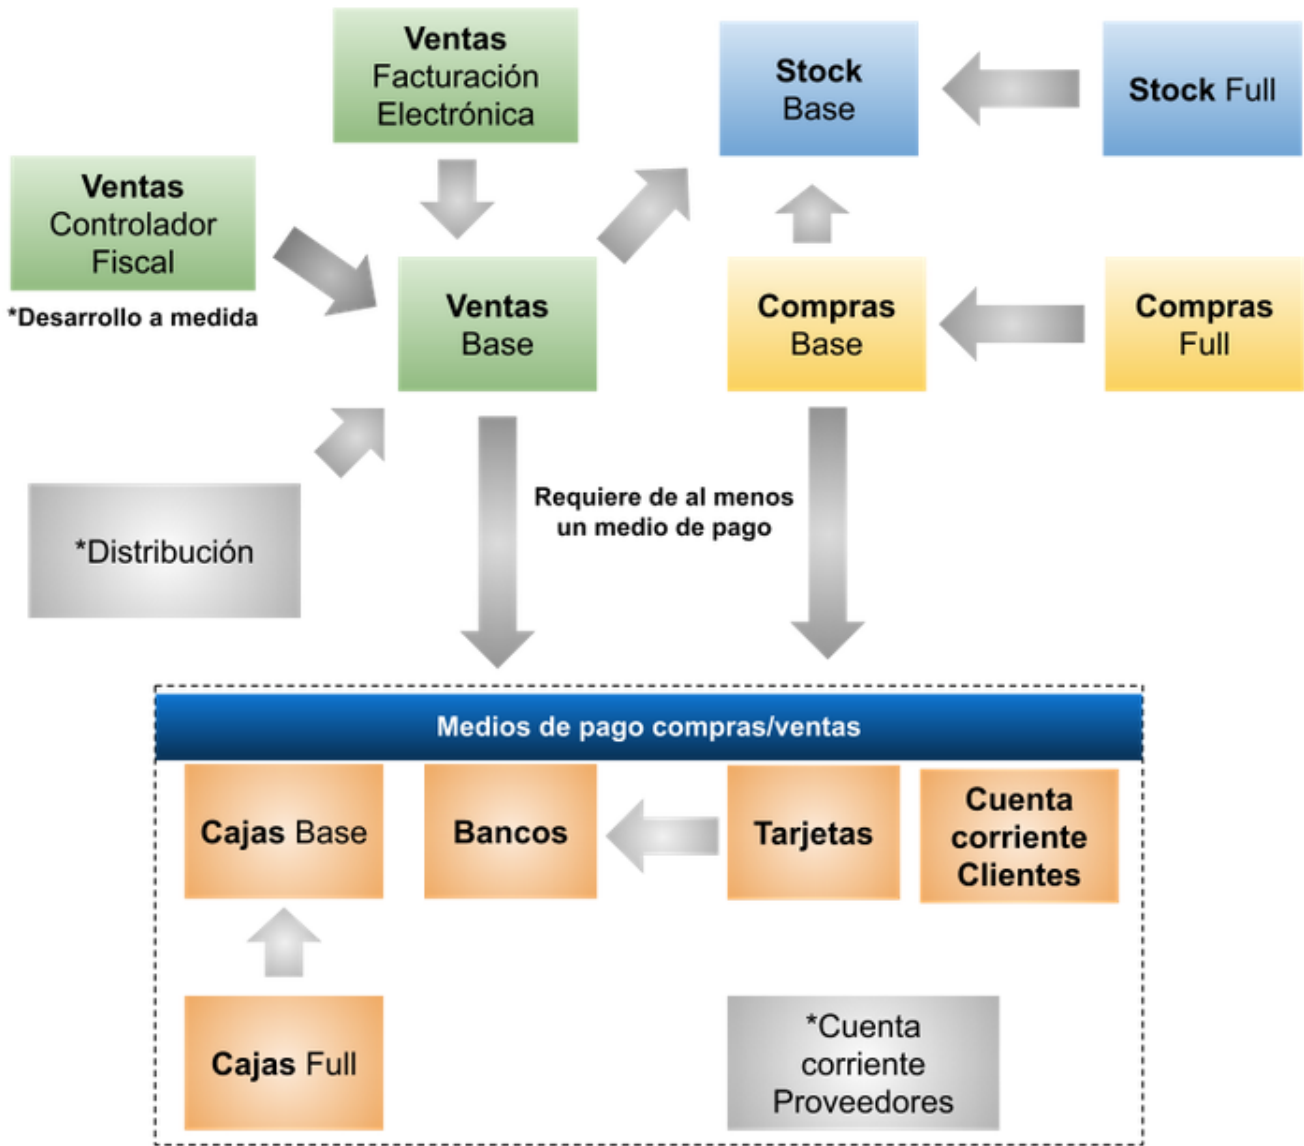 Ventas
Facturación
Electrónica
Stock
Base
Stock Full
Ventas
Controlador
Fiscal
*Desarrollo a medida
Ventas
Base
Compras
Base
Compras
Full
Requiere de al menos
un medio de pago
*Distribución
Medios de pago compras/ventas
Cajas Base
Bancos
Tarjetas
Cuenta
corriente
Clientes
Cajas Full
*Cuenta
corriente
Proveedores